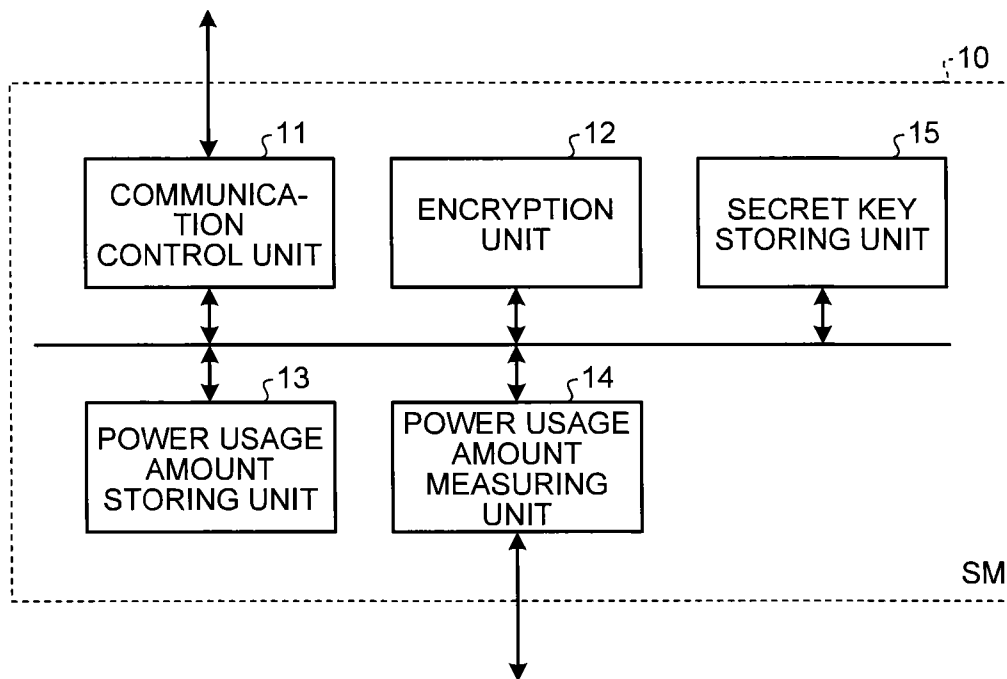 10
11
12
15
COMMUNICA-
TION
CONTROL UNIT
ENCRYPTION
UNIT
SECRET KEY
STORING UNIT
13
14
POWER USAGE
AMOUNT
STORING UNIT
POWER USAGE
AMOUNT
MEASURING
UNIT
SM